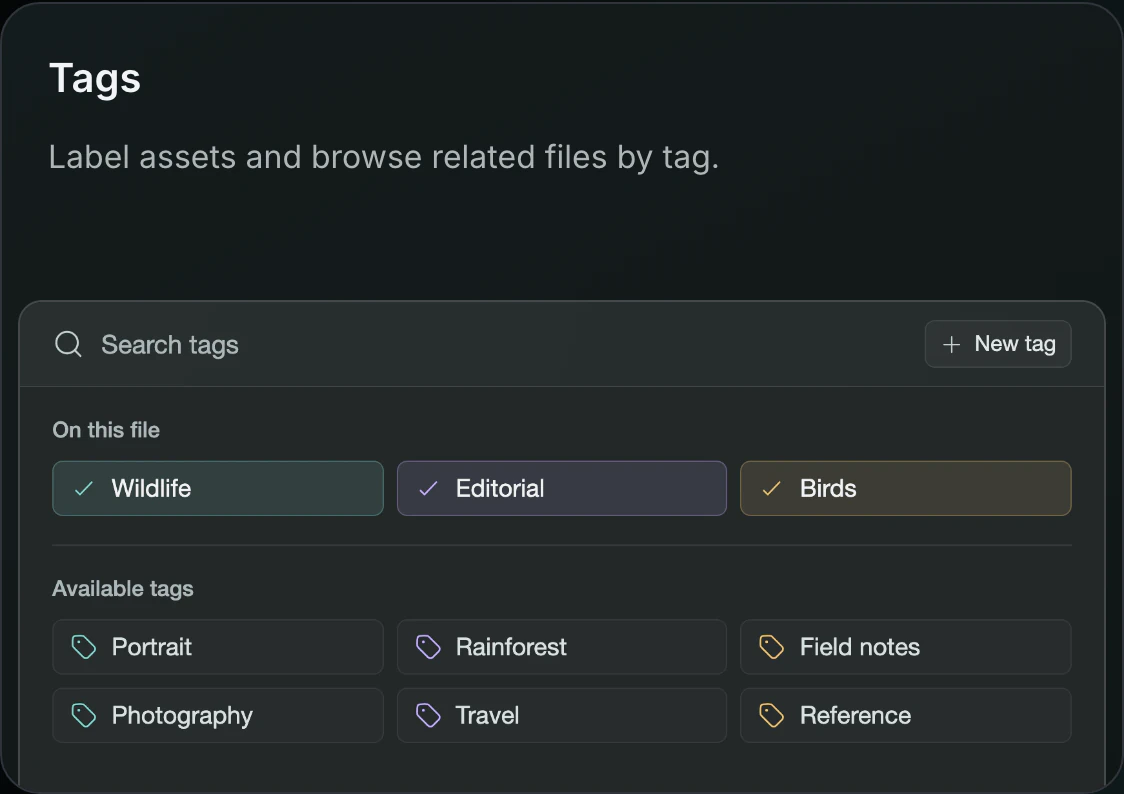 Tags
Label assets and browse related files by tag.
Search tags
New tag
On this file
Wildlife
Editorial
Birds
Available tags
Portrait
Rainforest
Field notes
Photography
Travel
Reference